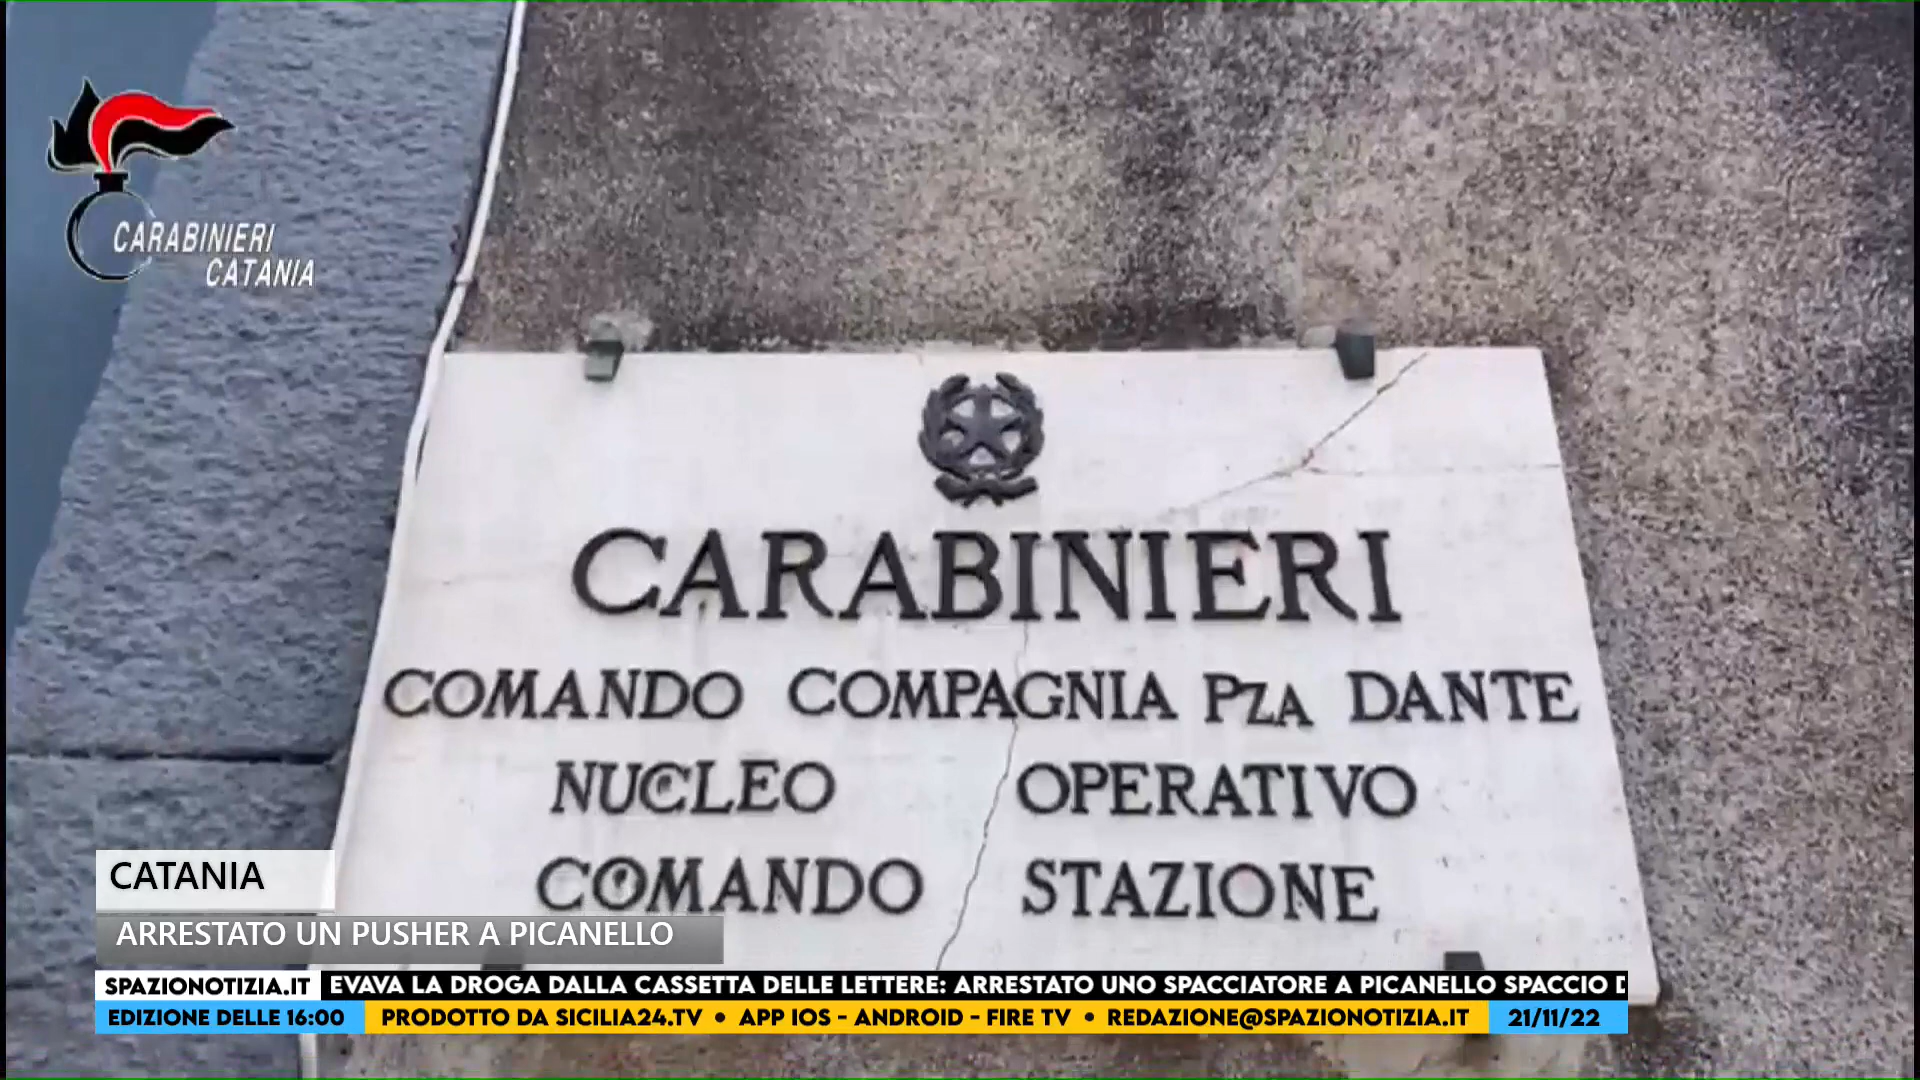 CARABINIERI
CATANIA
CARABINIERI
COMANDO COMPAGNIA PZA DANTE
NUCLEO OPERATIVO
COMANDO STAZIONE
CATANIA
ARRESTATO UN PUSHER A PICANELLO
SPAZIONOTIZIA.IT EVAVA LA DROGA DALLA CASSETTA DELLE LETTERE: ARRESTATO UNO SPACCIATORE A PICANELLO SPACCIO D
EDIZIONE DELLE 16:00 PRODOTTO DA SICILIA24.TV • APP IOS - ANDROID - FIRE TV • REDAZIONE@SPAZIONOTIZIA.IT 21/11/22